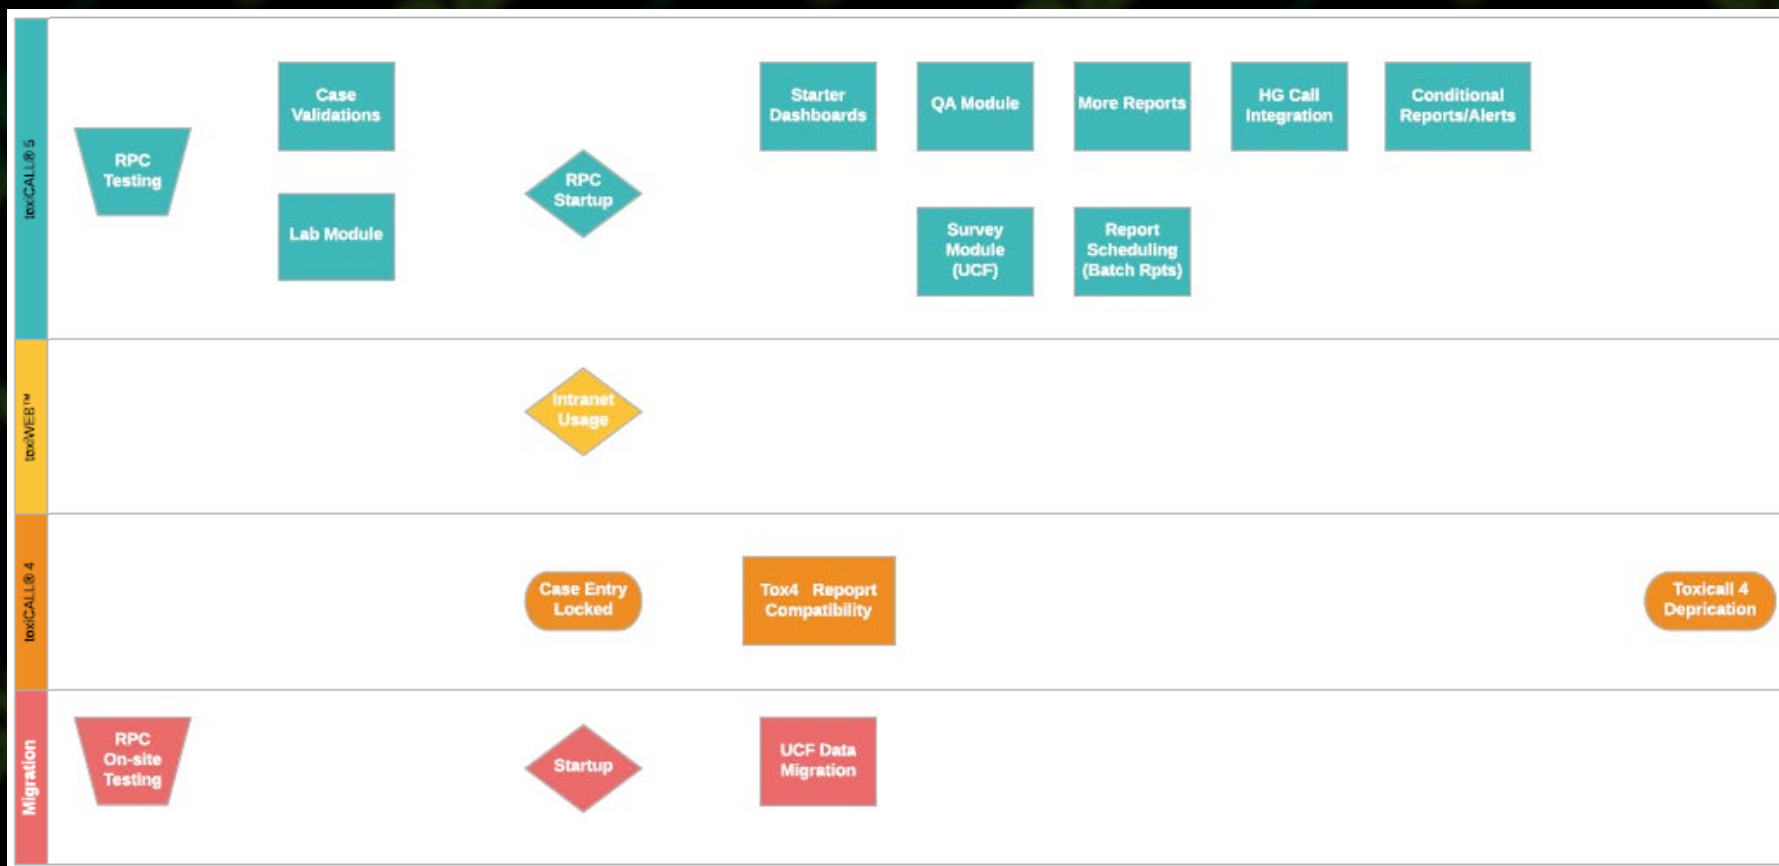 toxiCALL® 5
RPC
Testing
Case
Validations
Lab Module
RPC
Startup
Starter
Dashboards
QA Module
More Reports
HG Call
Integration
Conditional
Reports/Alerts
Survey
Module
(UCF)
Report
Scheduling
(Batch Rpts)
toxiWEB™
Intranet
Usage
toxiCALL® 4
Case Entry
Locked
Tox4 Repoprt
Compatibility
Toxicall 4
Deprication
Migration
RPC
On-site
Testing
Startup
UCF Data
Migration